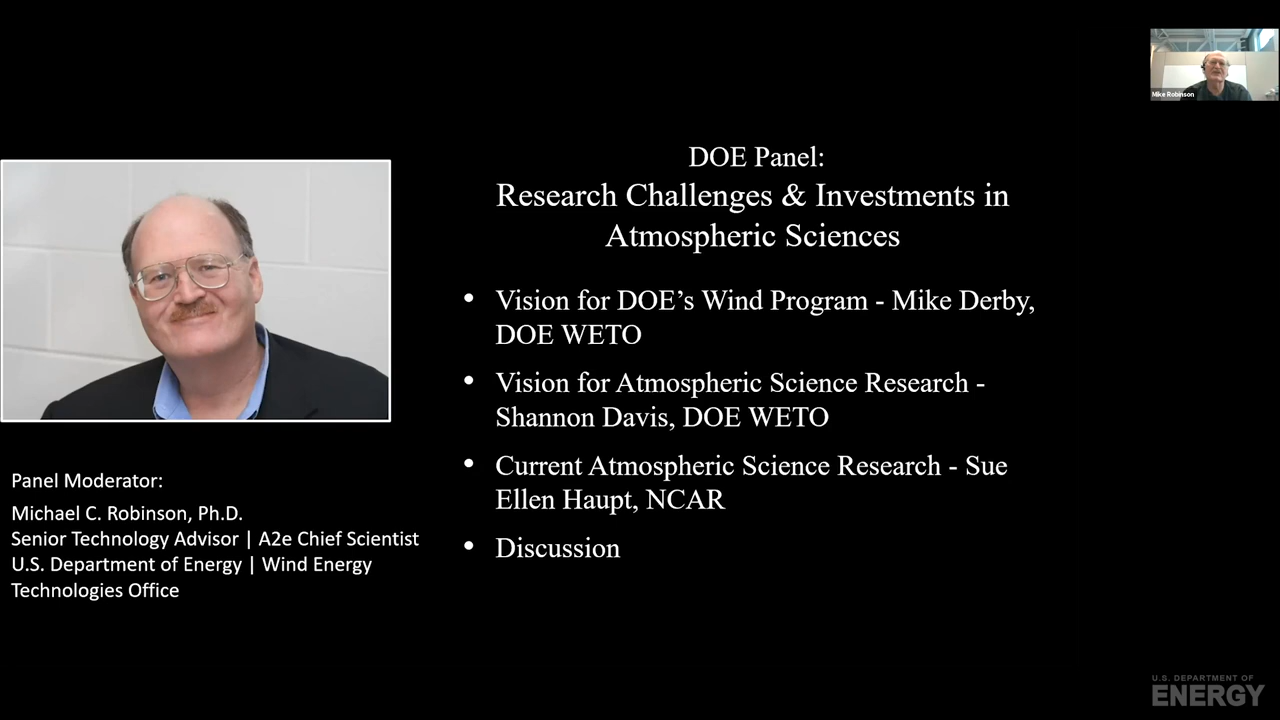 Mike Robinson
DOE Panel:
Research Challenges & Investments in
Atmospheric Sciences
• Vision for DOE’s Wind Program - Mike Derby,
DOE WETO
• Vision for Atmospheric Science Research -
Shannon Davis, DOE WETO
• Current Atmospheric Science Research - Sue
Ellen Haupt, NCAR
• Discussion
Panel Moderator:
Michael C. Robinson, Ph.D.
Senior Technology Advisor | A2e Chief Scientist
U.S. Department of Energy | Wind Energy
Technologies Office
U.S. DEPARTMENT OF
ENERGY